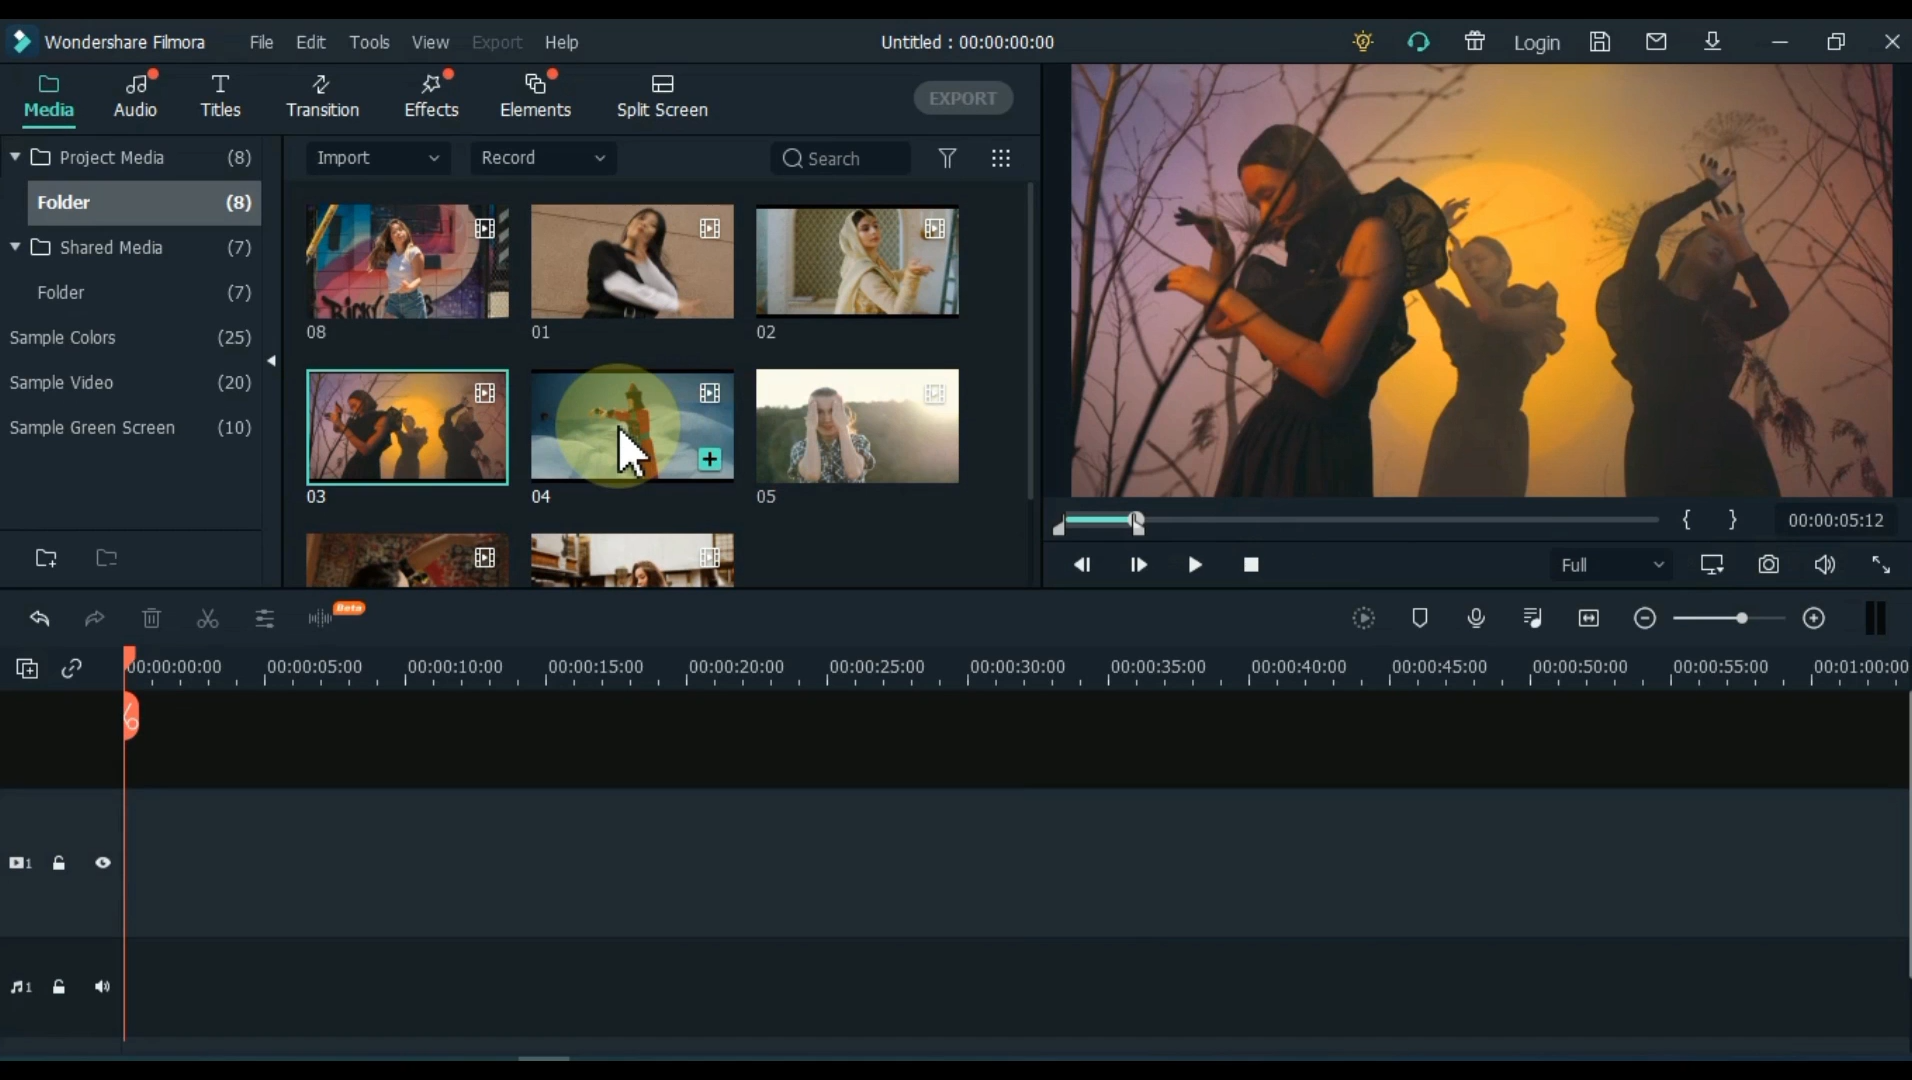 Wondershare Filmora File Edit Tools View Export Help Untitled : 00:00:00:00 Login
Media Audio Titles Transition Effects Elements Split Screen EXPORT
Project Media (8)
Folder (8)
Shared Media (7)
Folder (7)
Sample Colors (25)
Sample Video (20)
Sample Green Screen (10)
Import Record Search
08 01 02
03 04 05
{ } 00:00:05:12
Full
Beta
00:00:00:00 00:00:05:00 00:00:10:00 00:00:15:00 00:00:20:00 00:00:25:00 00:00:30:00 00:00:35:00 00:00:40:00 00:00:45:00 00:00:50:00 00:00:55:00 00:01:00:00
1
1